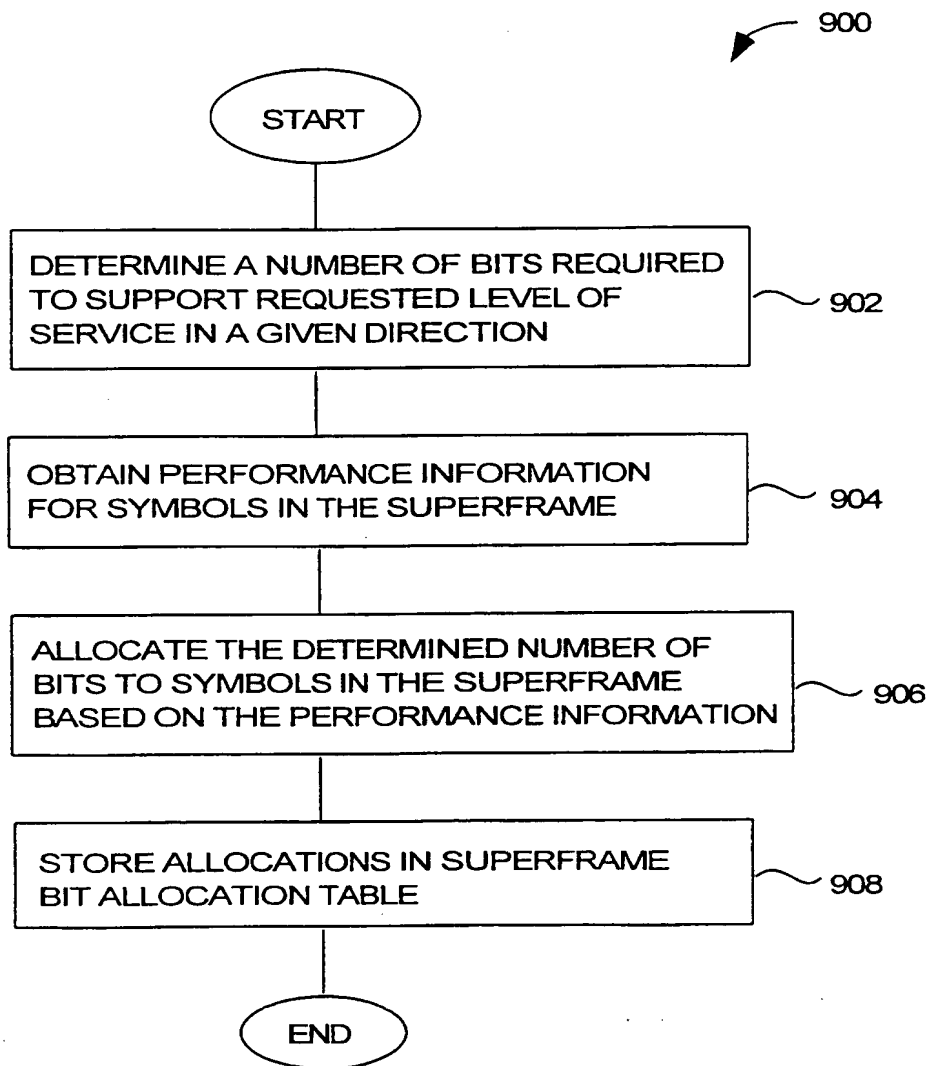 900
START
DETERMINE A NUMBER OF BITS REQUIRED
TO SUPPORT REQUESTED LEVEL OF
SERVICE IN A GIVEN DIRECTION
902
OBTAIN PERFORMANCE INFORMATION
FOR SYMBOLS IN THE SUPERFRAME
904
ALLOCATE THE DETERMINED NUMBER OF
BITS TO SYMBOLS IN THE SUPERFRAME
BASED ON THE PERFORMANCE INFORMATION
906
STORE ALLOCATIONS IN SUPERFRAME
BIT ALLOCATION TABLE
908
END